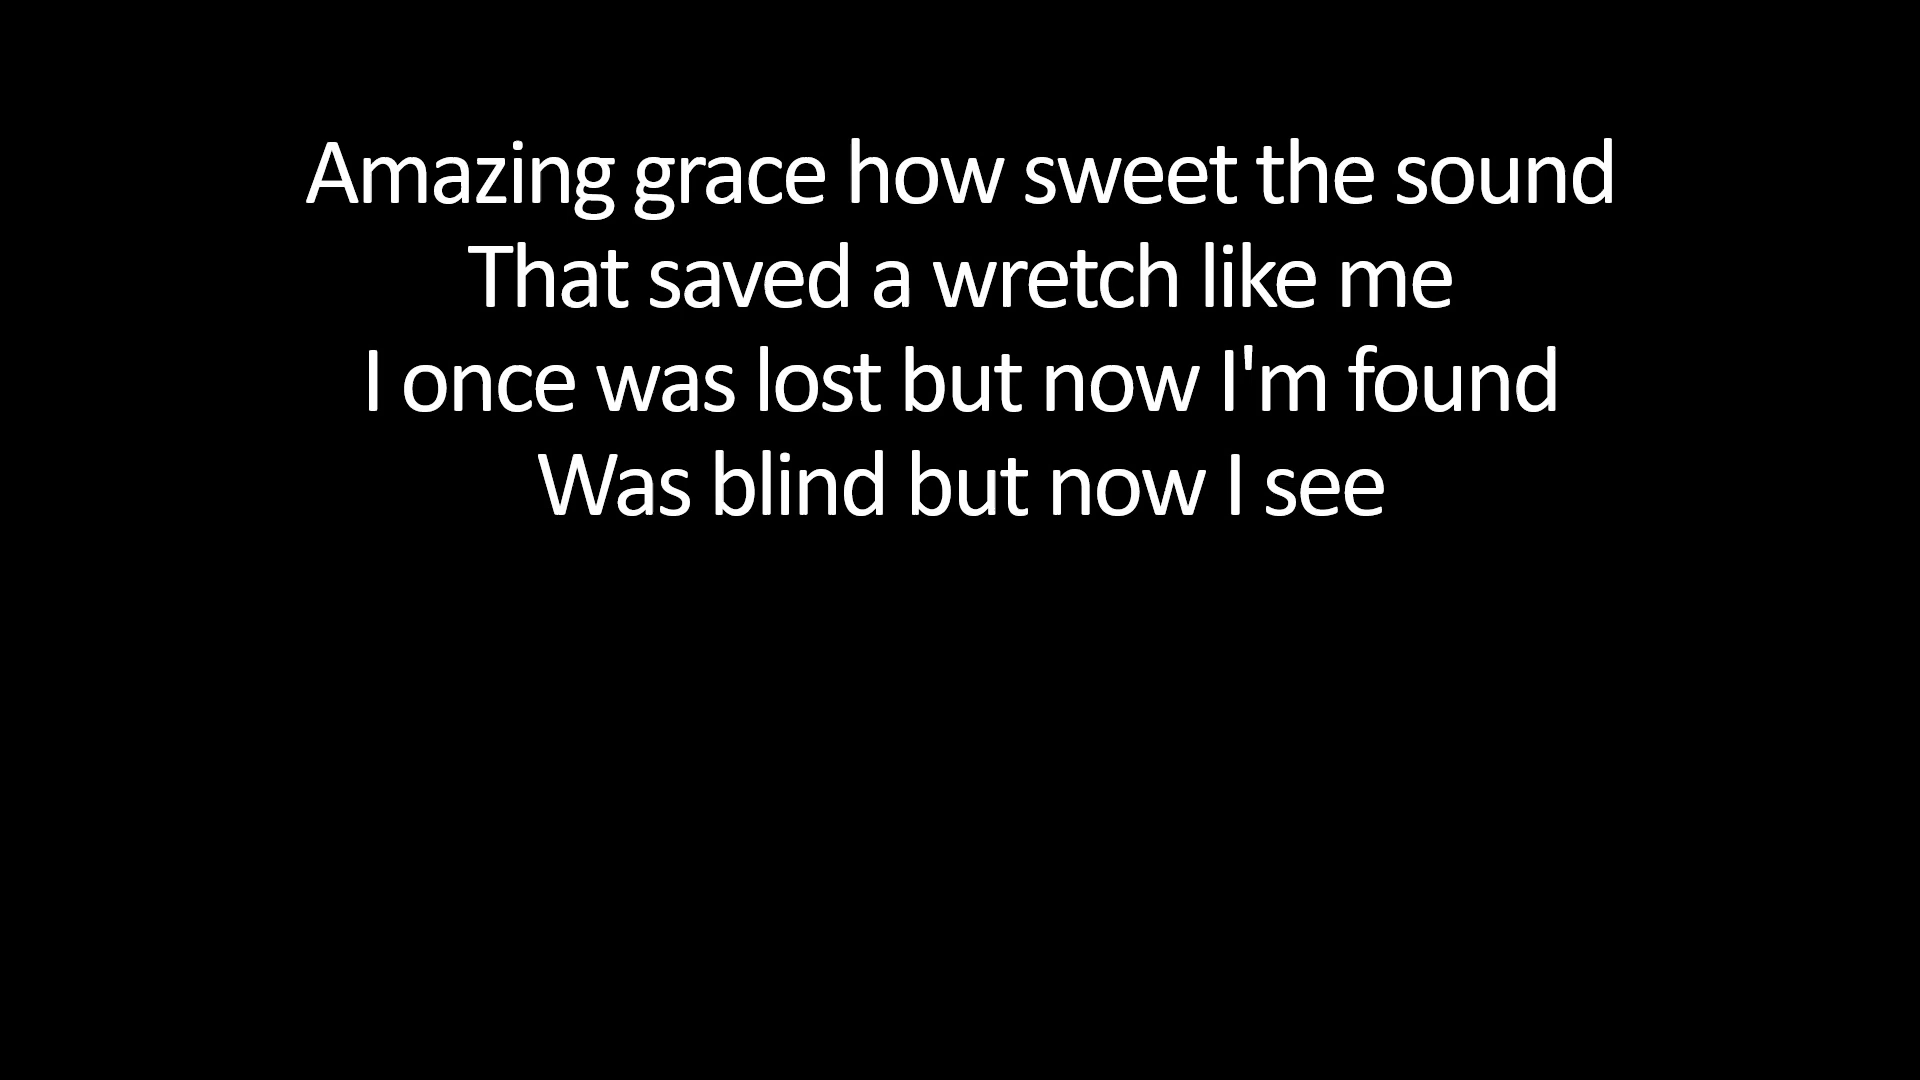 Amazing grace how sweet the sound
That saved a wretch like me
I once was lost but now I'm found
Was blind but now I see